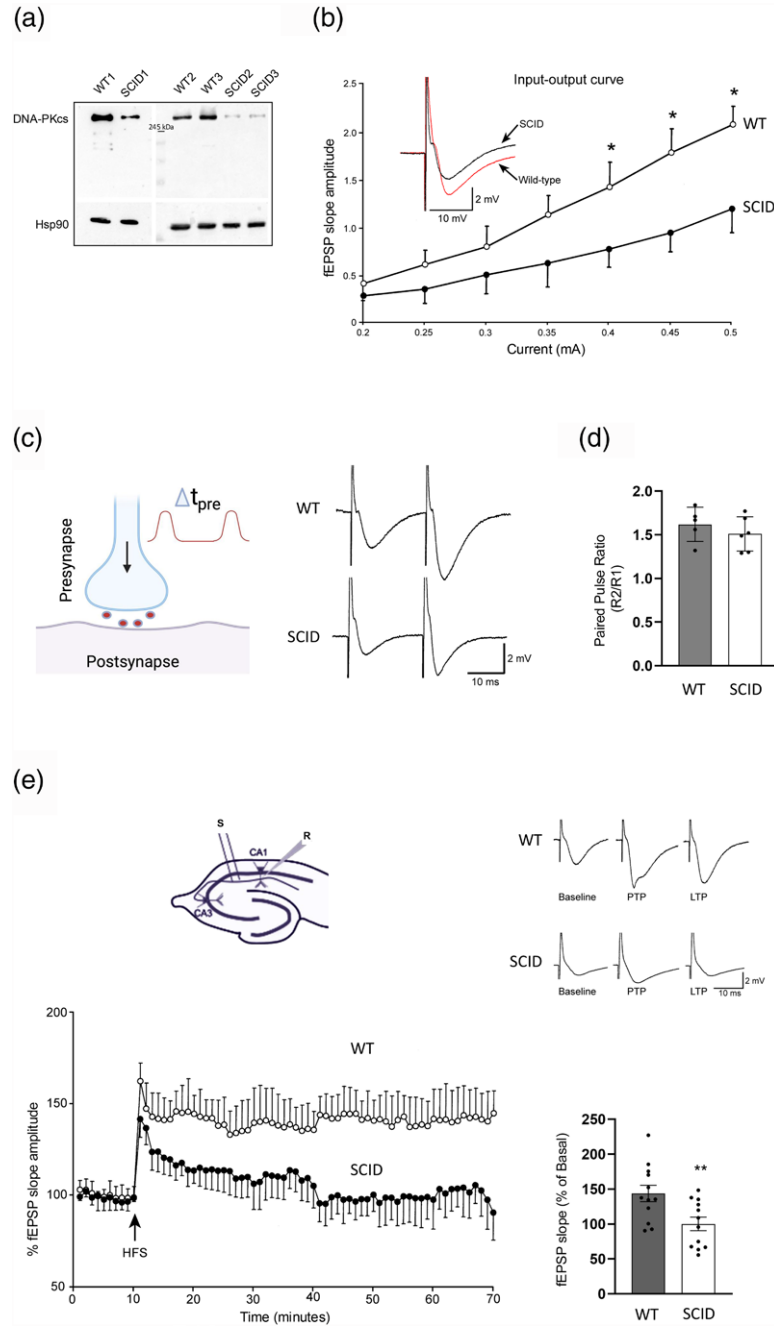 (a)
WT1 SCID1 WT2 WT3 SCID2 SCID3
DNA-PKcs
245 kDa
Hsp90
(b)
Input-output curve
fEPSP slope amplitude
2.5
2.0
1.5
1.0
0.5
0.0
0.2 0.25 0.3 0.35 0.4 0.45 0.5
Current (mA)
SCID
Wild-type
2 mV
10 mV
* * *
WT
SCID
(c)
Presynapse
Δtpre
Postsynapse
WT
SCID
2 mV
10 ms
(d)
Paired Pulse Ratio
(R2/R1)
2.0
1.5
1.0
0.5
0.0
WT SCID
(e)
S
R
CA1
CA3
WT
Baseline PTP LTP
SCID
Baseline PTP LTP
2 mV
10 ms
% fEPSP slope amplitude
200
150
100
50
WT
SCID
HFS
0 10 20 30 40 50 60 70
Time (minutes)
fEPSP slope (% of Basal)
250
200
150
100
50
0
**
WT SCID